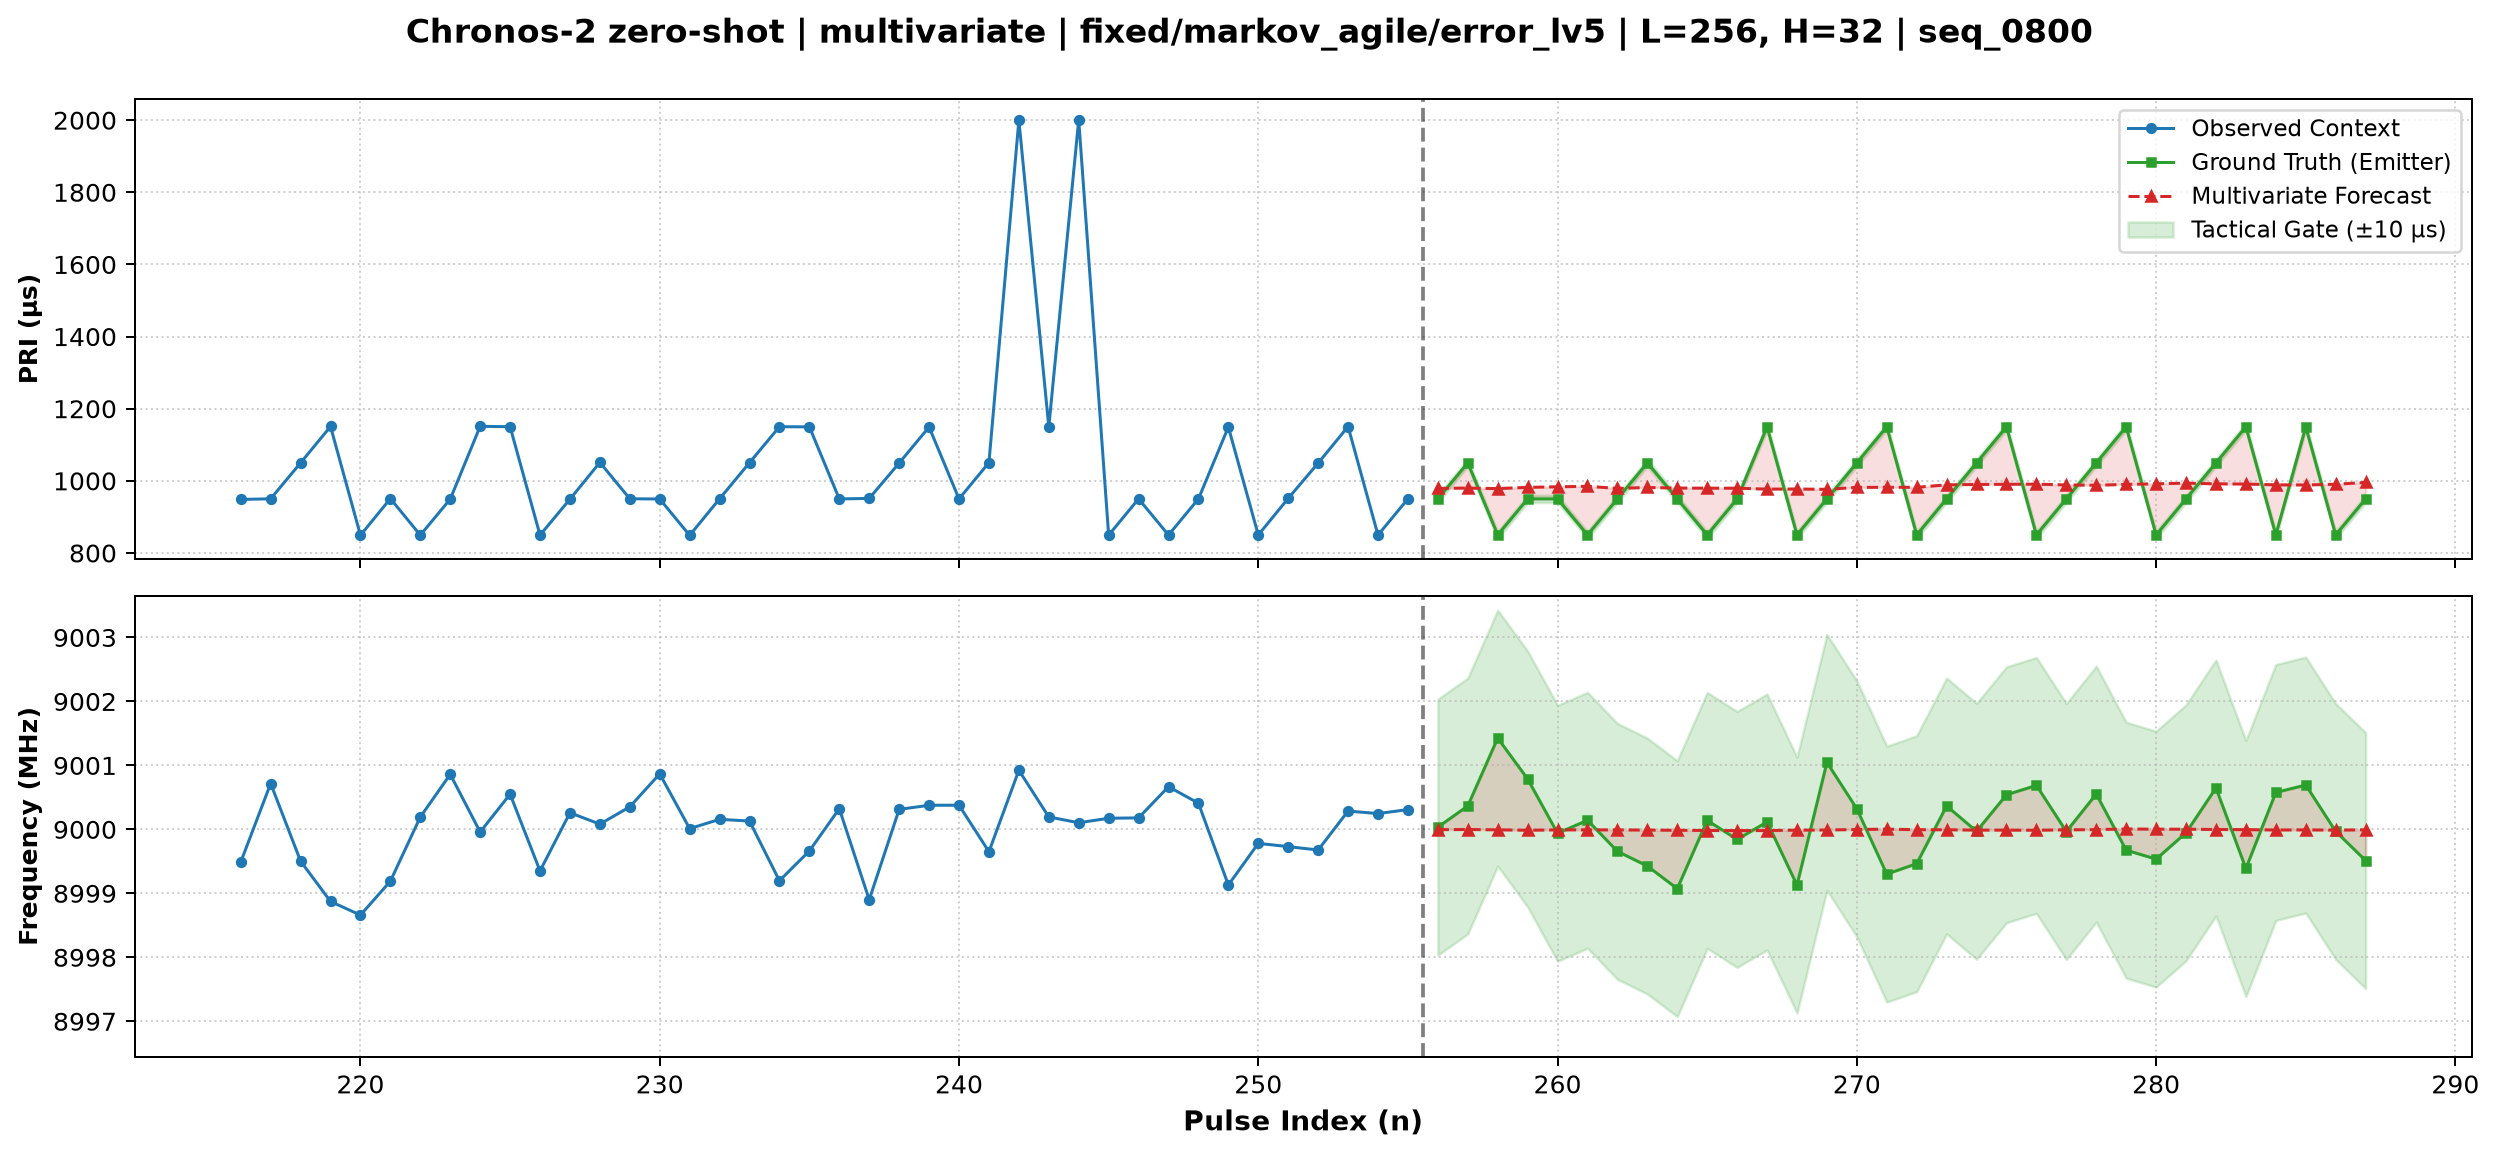 Chronos-2 zero-shot | multivariate | fixed/markov_agile/error_lv5 | L=256, H=32 | seq_0800
PRI (µs)
2000
1800
1600
1400
1200
1000
800
Observed Context
Ground Truth (Emitter)
Multivariate Forecast
Tactical Gate (±10 µs)
Frequency (MHz)
9003
9002
9001
9000
8999
8998
8997
220 230 240 250 260 270 280 290
Pulse Index (n)